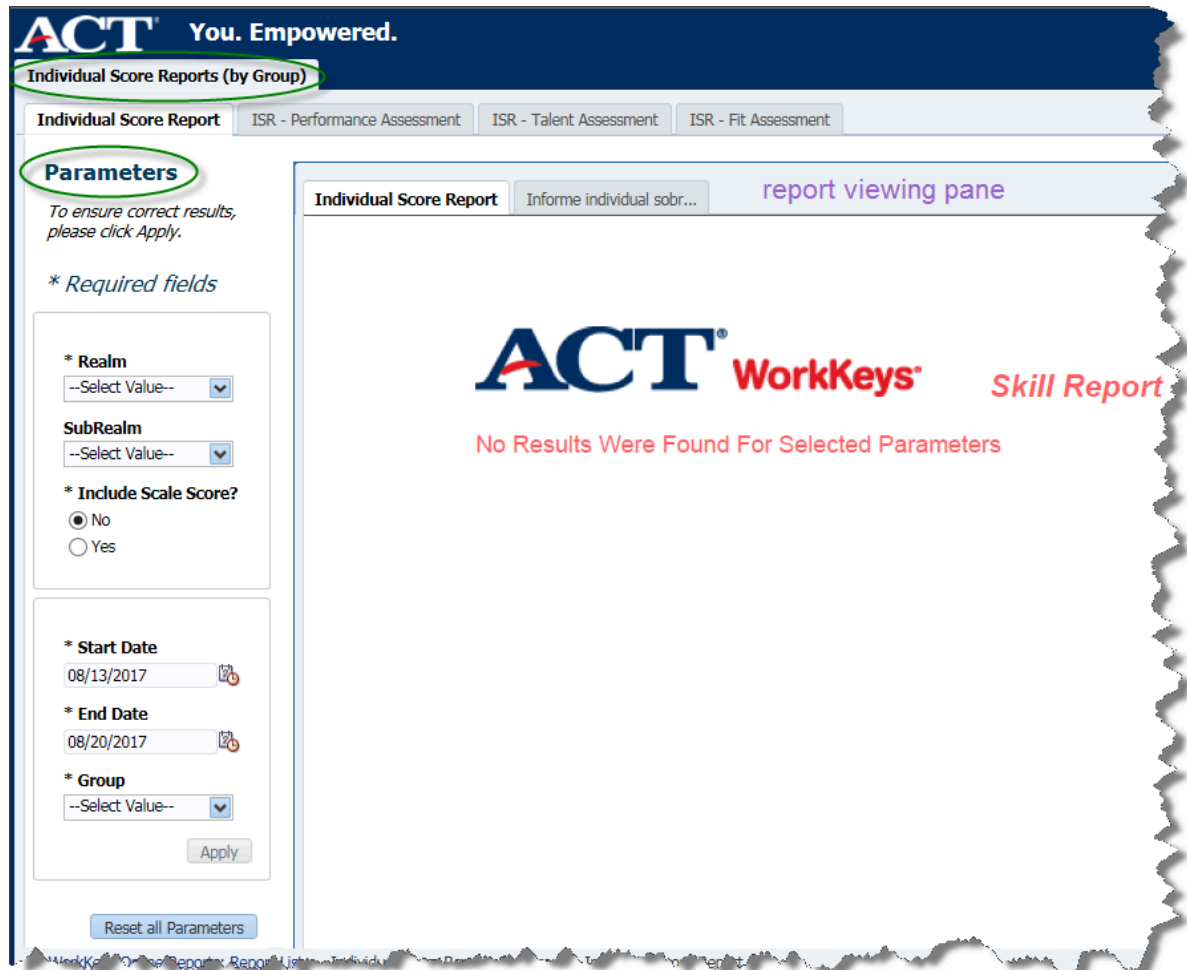 ACT® You. Empowered.
Individual Score Reports (by Group)
Individual Score Report ISR - Performance Assessment ISR - Talent Assessment ISR - Fit Assessment
Parameters
To ensure correct results,
please click Apply.
* Required fields
* Realm
--Select Value--
SubRealm
--Select Value--
* Include Scale Score?
No
Yes
* Start Date
08/13/2017
* End Date
08/20/2017
* Group
--Select Value--
Apply
Reset all Parameters
Individual Score Report Informe individual sobr... report viewing pane
ACT® WorkKeys® Skill Report
No Results Were Found For Selected Parameters